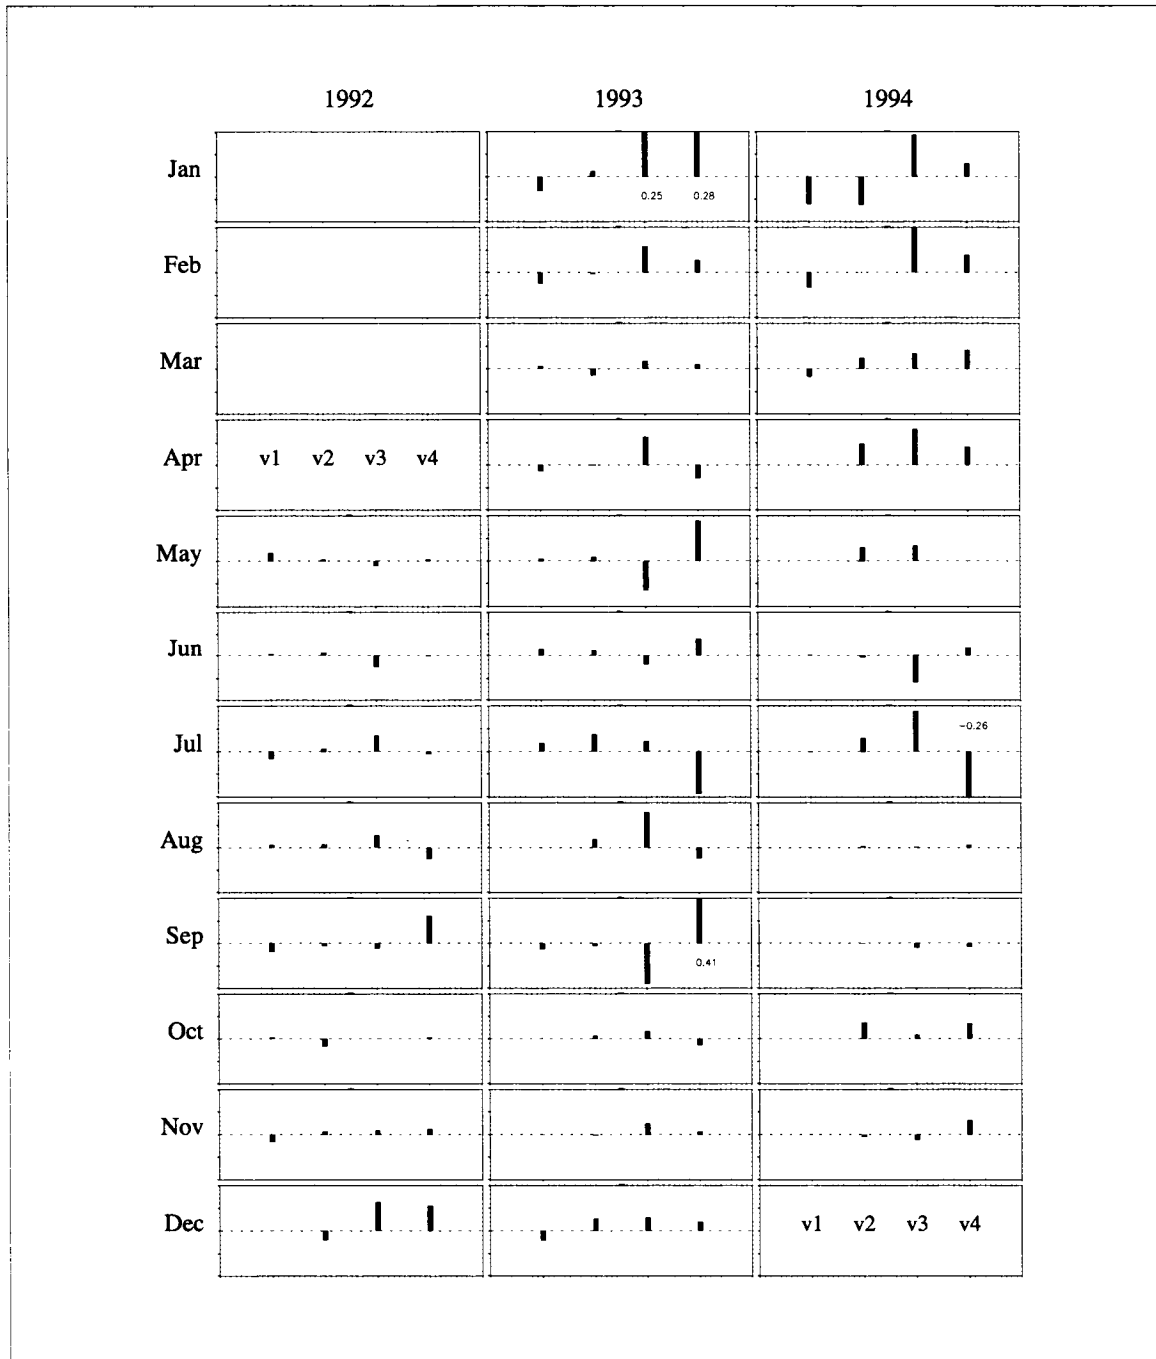 1992 1993 1994
Jan
0.25 0.28
Feb
Mar
Apr v1 v2 v3 v4
May
Jun
Jul -0.26
Aug
Sep
0.41
Oct
Nov
Dec v1 v2 v3 v4